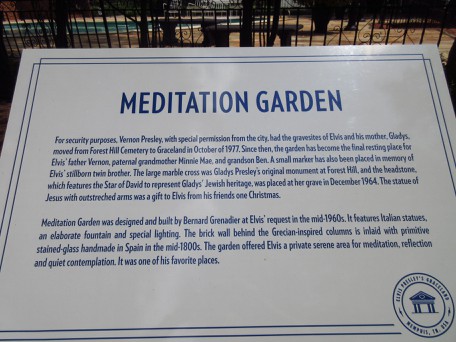 MEDITATION GARDEN
For security purposes, Vernon Presley, with special permission from the city, had the gravesites of Elvis and his mother, Gladys,
moved from Forest Hill Cemetery to Graceland in October of 1977. Since then, the garden has become the final resting place for
Elvis' father Vernon, paternal grandmother Minnie Mae, and grandson Ben. A small marker has also been placed in memory of
Elvis' stillborn twin brother. The large marble cross was Gladys Presley's original monument at Forest Hill, and the headstone,
which features the Star of David to represent Gladys' Jewish heritage, was placed at her grave in December 1964. The statue of
Jesus with outstreched arms was a gift to Elvis from his friends one Christmas.
Meditation Garden was designed and built by Bernard Grenadier at Elvis' request in the mid-1960s. It features Italian statues,
an elaborate fountain and special lighting. The brick wall behind the Grecian-inspired columns is inlaid with primitive
stained-glass handmade in Spain in the mid-1800s. The garden offered Elvis a private serene area for meditation, reflection
and quiet contemplation. It was one of his favorite places.
ELVIS PRESLEY'S GRACELAND
MEMPHIS, TN. USA